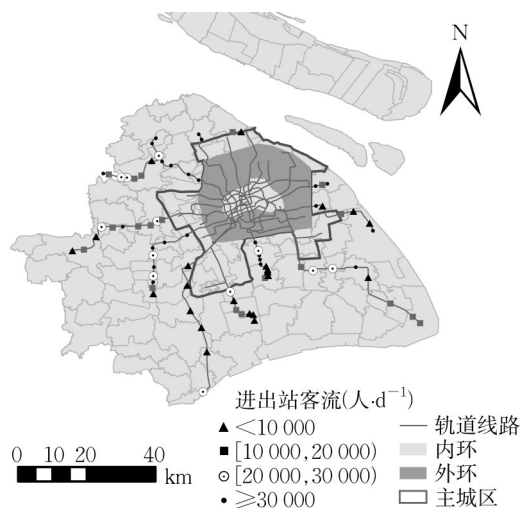 N
进出站客流(人·d⁻¹)
<10 000
[10 000,20 000)
[20 000,30 000)
≥30 000
轨道线路
内环
外环
主城区
0 20 40
km